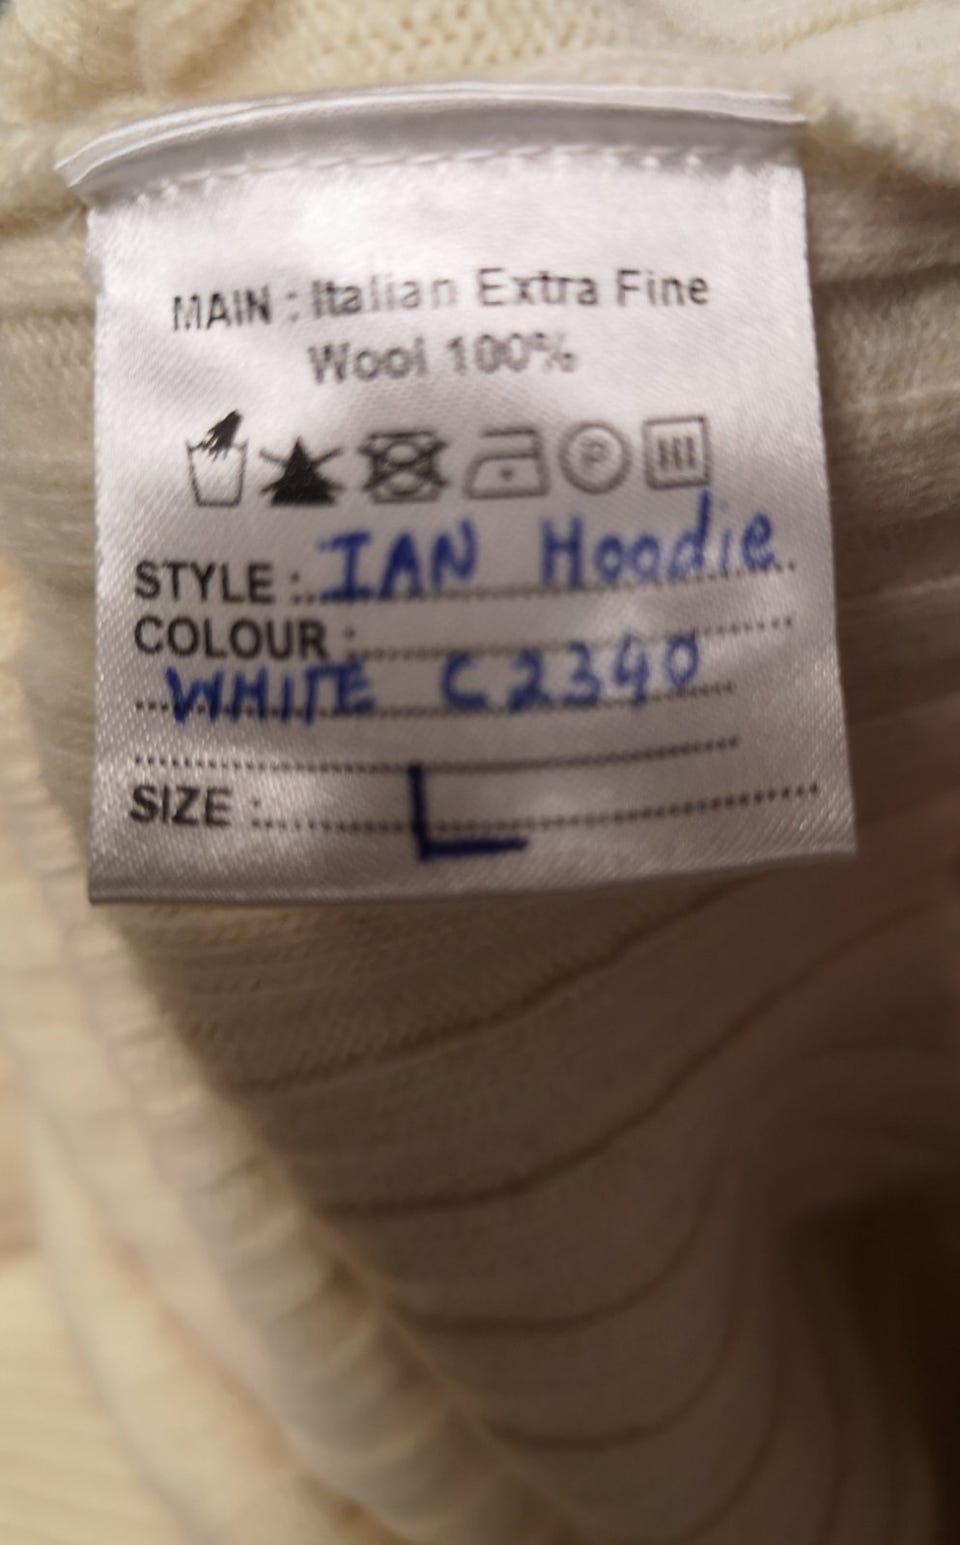 MAIN : Italian Extra Fine
Wool 100%
P
STYLE : IAN Hoodie
COLOUR :
WHITE C2340
SIZE : L